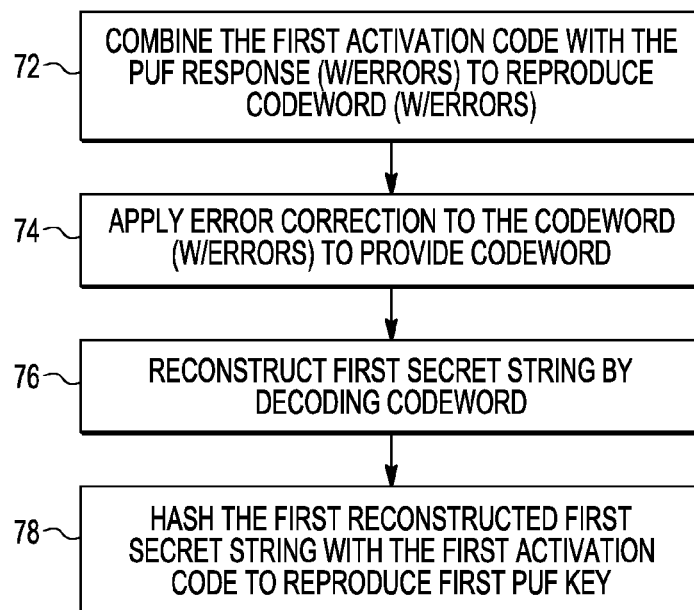 72
COMBINE THE FIRST ACTIVATION CODE WITH THE
PUF RESPONSE (W/ERRORS) TO REPRODUCE
CODEWORD (W/ERRORS)
74
APPLY ERROR CORRECTION TO THE CODEWORD
(W/ERRORS) TO PROVIDE CODEWORD
76
RECONSTRUCT FIRST SECRET STRING BY
DECODING CODEWORD
78
HASH THE FIRST RECONSTRUCTED FIRST
SECRET STRING WITH THE FIRST ACTIVATION
CODE TO REPRODUCE FIRST PUF KEY